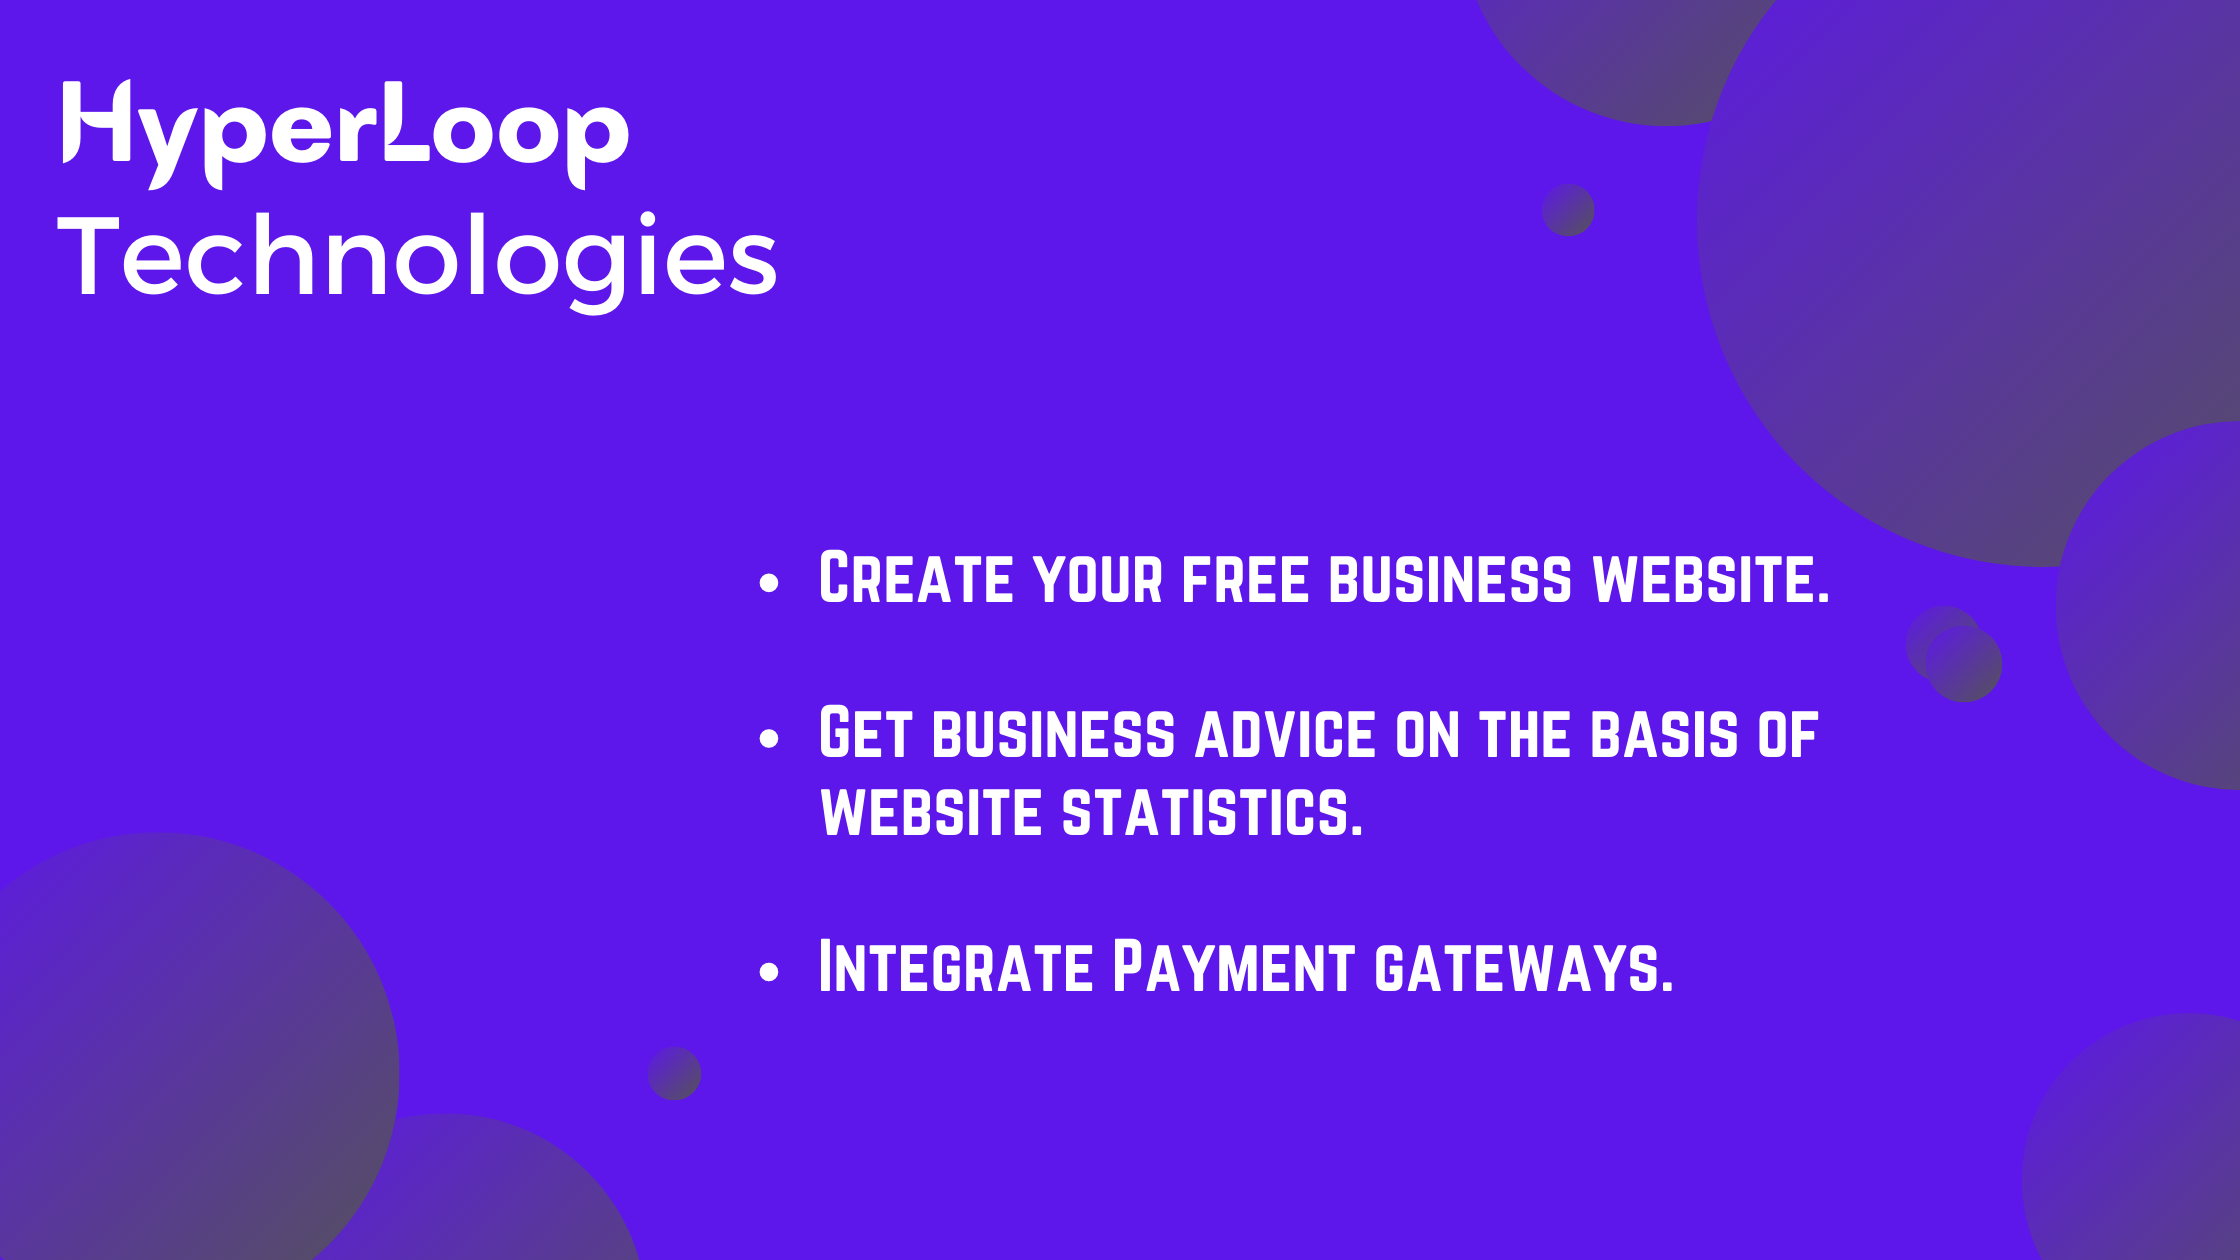 HyperLoop
Technologies
• Create your free business website.
• Get business advice on the basis of
website statistics.
• Integrate Payment gateways.